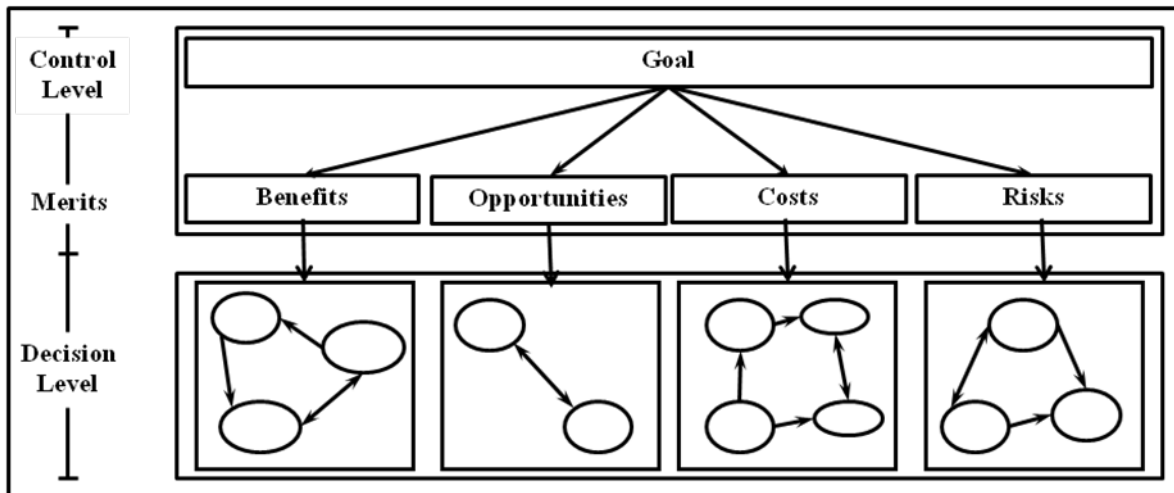 Control
Level
Goal
Merits
Benefits
Opportunities
Costs
Risks
Decision
Level